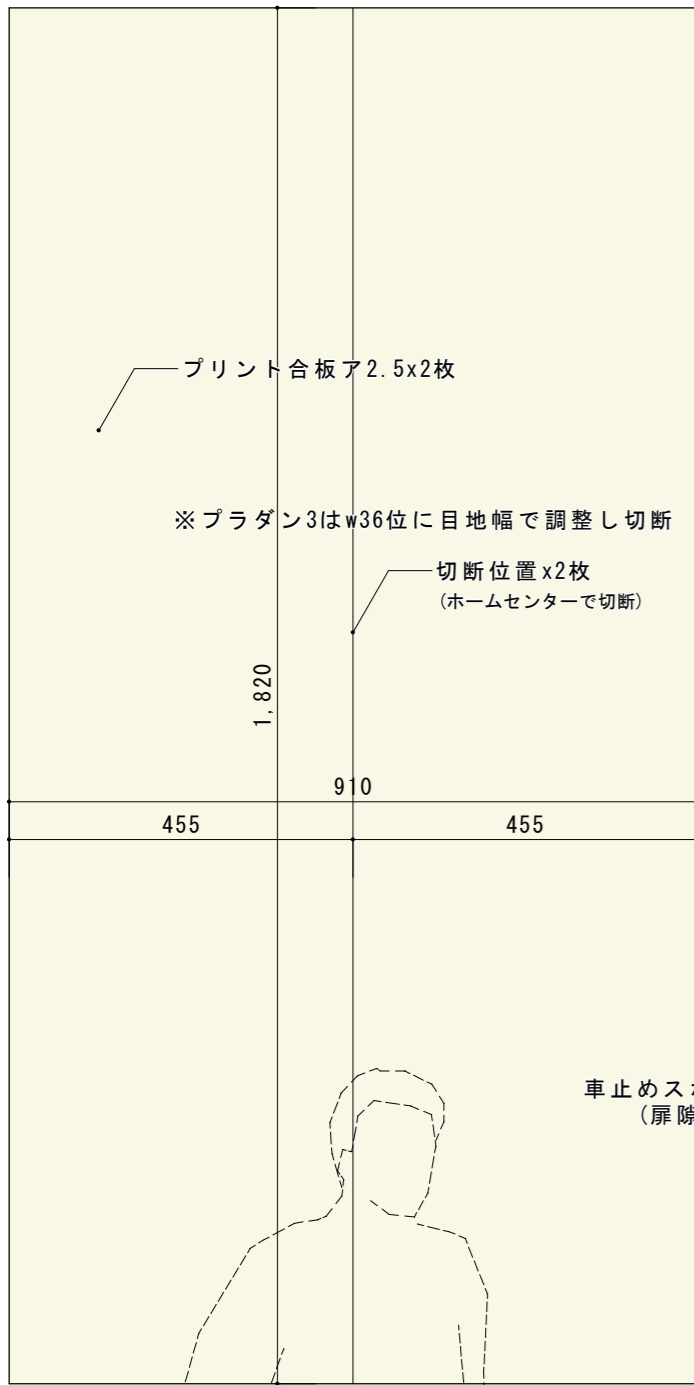 プリント合板ア2.5x2枚
※プラダン3はw36位に目地幅で調整し切断
切断位置x2枚
(ホームセンターで切断)
1,820
910
455
455
車止めス
(扉隙